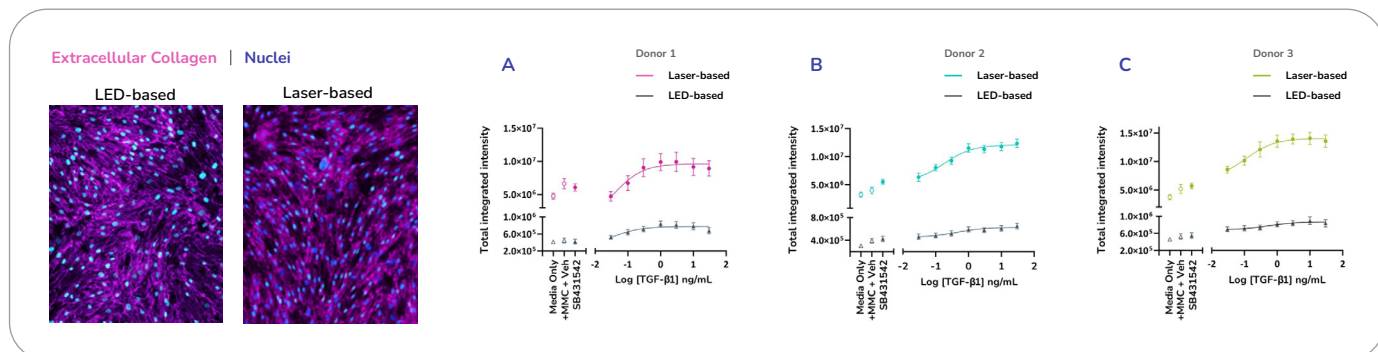 Extracellular Collagen | Nuclei
LED-based
Laser-based
A
Donor 1
Laser-based
LED-based
Total integrated intensity
1.5×10⁷
1.0×10⁷
5.0×10⁶
1.0×10⁶
6.0×10⁵
2.0×10⁵
Media Only
+MMC + Veh
SB431542
-2
-1
0
1
2
Log [TGF-β1] ng/mL
B
Donor 2
Laser-based
LED-based
Total integrated intensity
1.5×10⁷
1.0×10⁷
5.0×10⁶
8.0×10⁵
4.0×10⁵
Media Only
+MMC + Veh
SB431542
-2
-1
0
1
2
Log [TGF-β1] ng/mL
C
Donor 3
Laser-based
LED-based
Total integrated intensity
1.5×10⁷
1.0×10⁷
5.0×10⁶
1.0×10⁶
6.0×10⁵
2.0×10⁵
Media Only
+MMC + Veh
SB431542
-2
-1
0
1
2
Log [TGF-β1] ng/mL